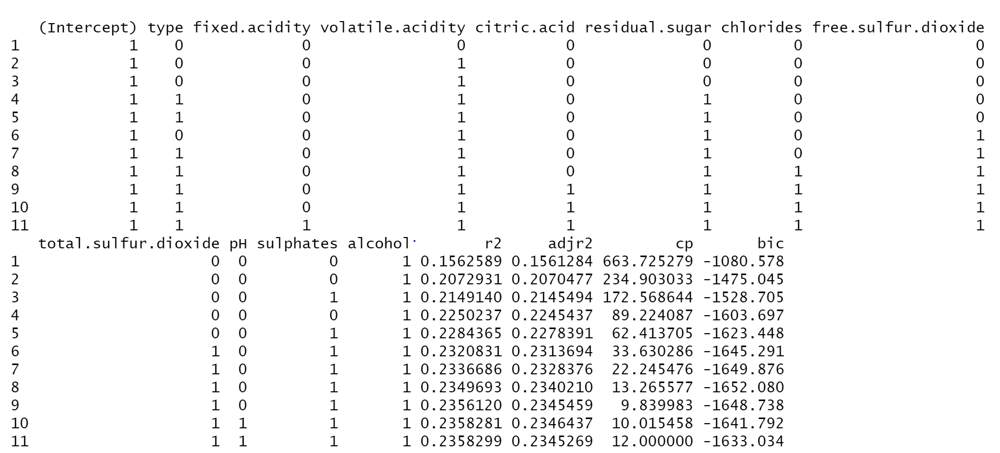 (Intercept) type fixed.acidity volatile.acidity citric.acid residual.sugar chlorides free.sulfur.dioxide
1 1 0 0 0 0 0 0 0
2 1 0 0 1 0 0 0 0
3 1 0 0 1 0 0 0 0
4 1 1 0 1 0 1 0 0
5 1 1 0 1 0 1 0 0
6 1 0 0 1 0 1 0 1
7 1 1 0 1 0 1 0 1
8 1 1 0 1 0 1 1 1
9 1 1 0 1 1 1 1 1
10 1 1 0 1 1 1 1 1
11 1 1 1 1 1 1 1 1
total.sulfur.dioxide pH sulphates alcohol r2 adjr2 cp bic
1 0 0 0 1 0.1562589 0.1561284 663.725279 -1080.578
2 0 0 0 1 0.2072931 0.2070477 234.903033 -1475.045
3 0 0 1 1 0.2149140 0.2145494 172.568644 -1528.705
4 0 0 0 1 0.2250237 0.2245437 89.224087 -1603.697
5 0 0 1 1 0.2284365 0.2278391 62.413705 -1623.448
6 1 0 1 1 0.2320831 0.2313694 33.630286 -1645.291
7 1 0 1 1 0.2336686 0.2328376 22.245476 -1649.876
8 1 0 1 1 0.2349693 0.2340210 13.265577 -1652.080
9 1 0 1 1 0.2356120 0.2345459 9.839983 -1648.738
10 1 1 1 1 0.2358281 0.2346437 10.015458 -1641.792
11 1 1 1 1 0.2358299 0.2345269 12.000000 -1633.034